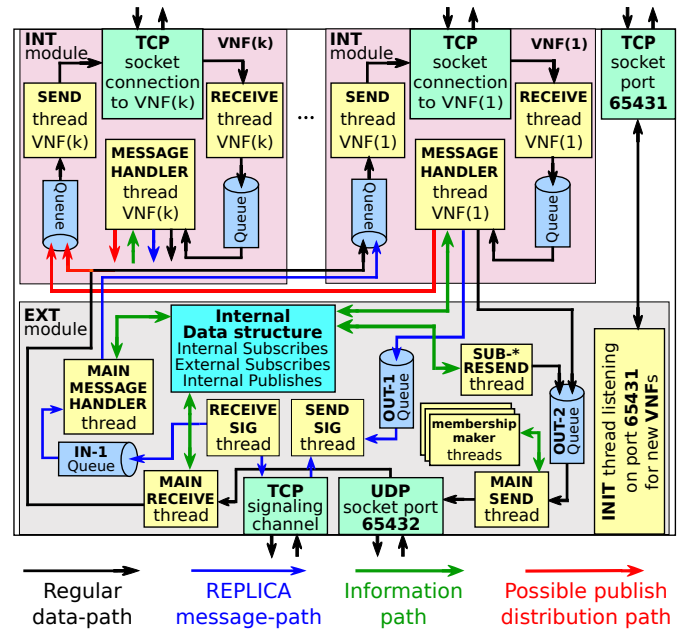 INT
module
TCP
socket
connection
to VNF(k)
VNF(k)
SEND
thread
VNF(k)
RECEIVE
thread
VNF(k)
MESSAGE
HANDLER
thread
VNF(k)
Queue
Queue
...
INT
module
TCP
socket
connection
to VNF(1)
VNF(1)
SEND
thread
VNF(1)
RECEIVE
thread
VNF(1)
MESSAGE
HANDLER
thread
VNF(1)
Queue
Queue
TCP
socket
port
65431
EXT
module
Internal
Data structure
Internal Subscribes
External Subscribes
Internal Publishes
MAIN
MESSAGE
HANDLER
thread
OUT-1
Queue
SUB-*
RESEND
thread
OUT-2
Queue
RECEIVE
SIG
thread
SEND
SIG
thread
membership
maker
threads
IN-1
Queue
MAIN
RECEIVE
thread
TCP
signaling
channel
UDP
socket port
65432
MAIN
SEND
thread
INIT thread listening
on port 65431
for new VNFs
Regular
data-path
REPLICA
message-path
Information
path
Possible publish
distribution path